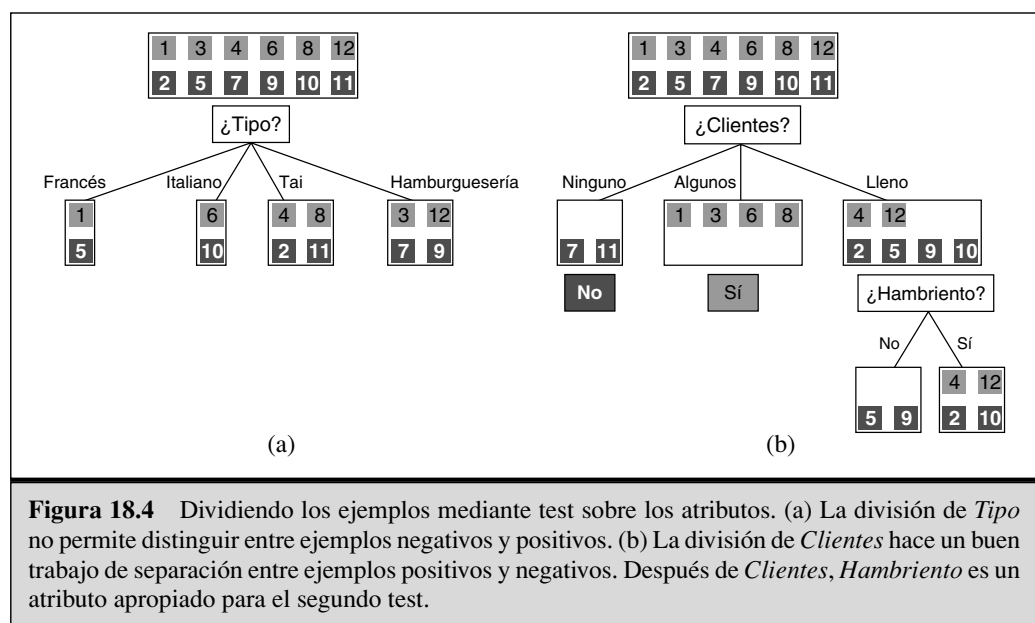 1 3 4 6 8 12
2 5 7 9 10 11
¿Tipo?
Francés Italiano Tai Hamburguesería
1 6 4 8 3 12
5 10 2 11 7 9
(a)
1 3 4 6 8 12
2 5 7 9 10 11
¿Clientes?
Ninguno Algunos Lleno
1 3 6 8 4 12
7 11 2 5 9 10
No Sí ¿Hambriento?
No Sí
4 12
5 9 2 10
(b)
Figura 18.4 Dividiendo los ejemplos mediante test sobre los atributos. (a) La división de Tipo
no permite distinguir entre ejemplos negativos y positivos. (b) La división de Clientes hace un buen
trabajo de separación entre ejemplos positivos y negativos. Después de Clientes, Hambriento es un
atributo apropiado para el segundo test.